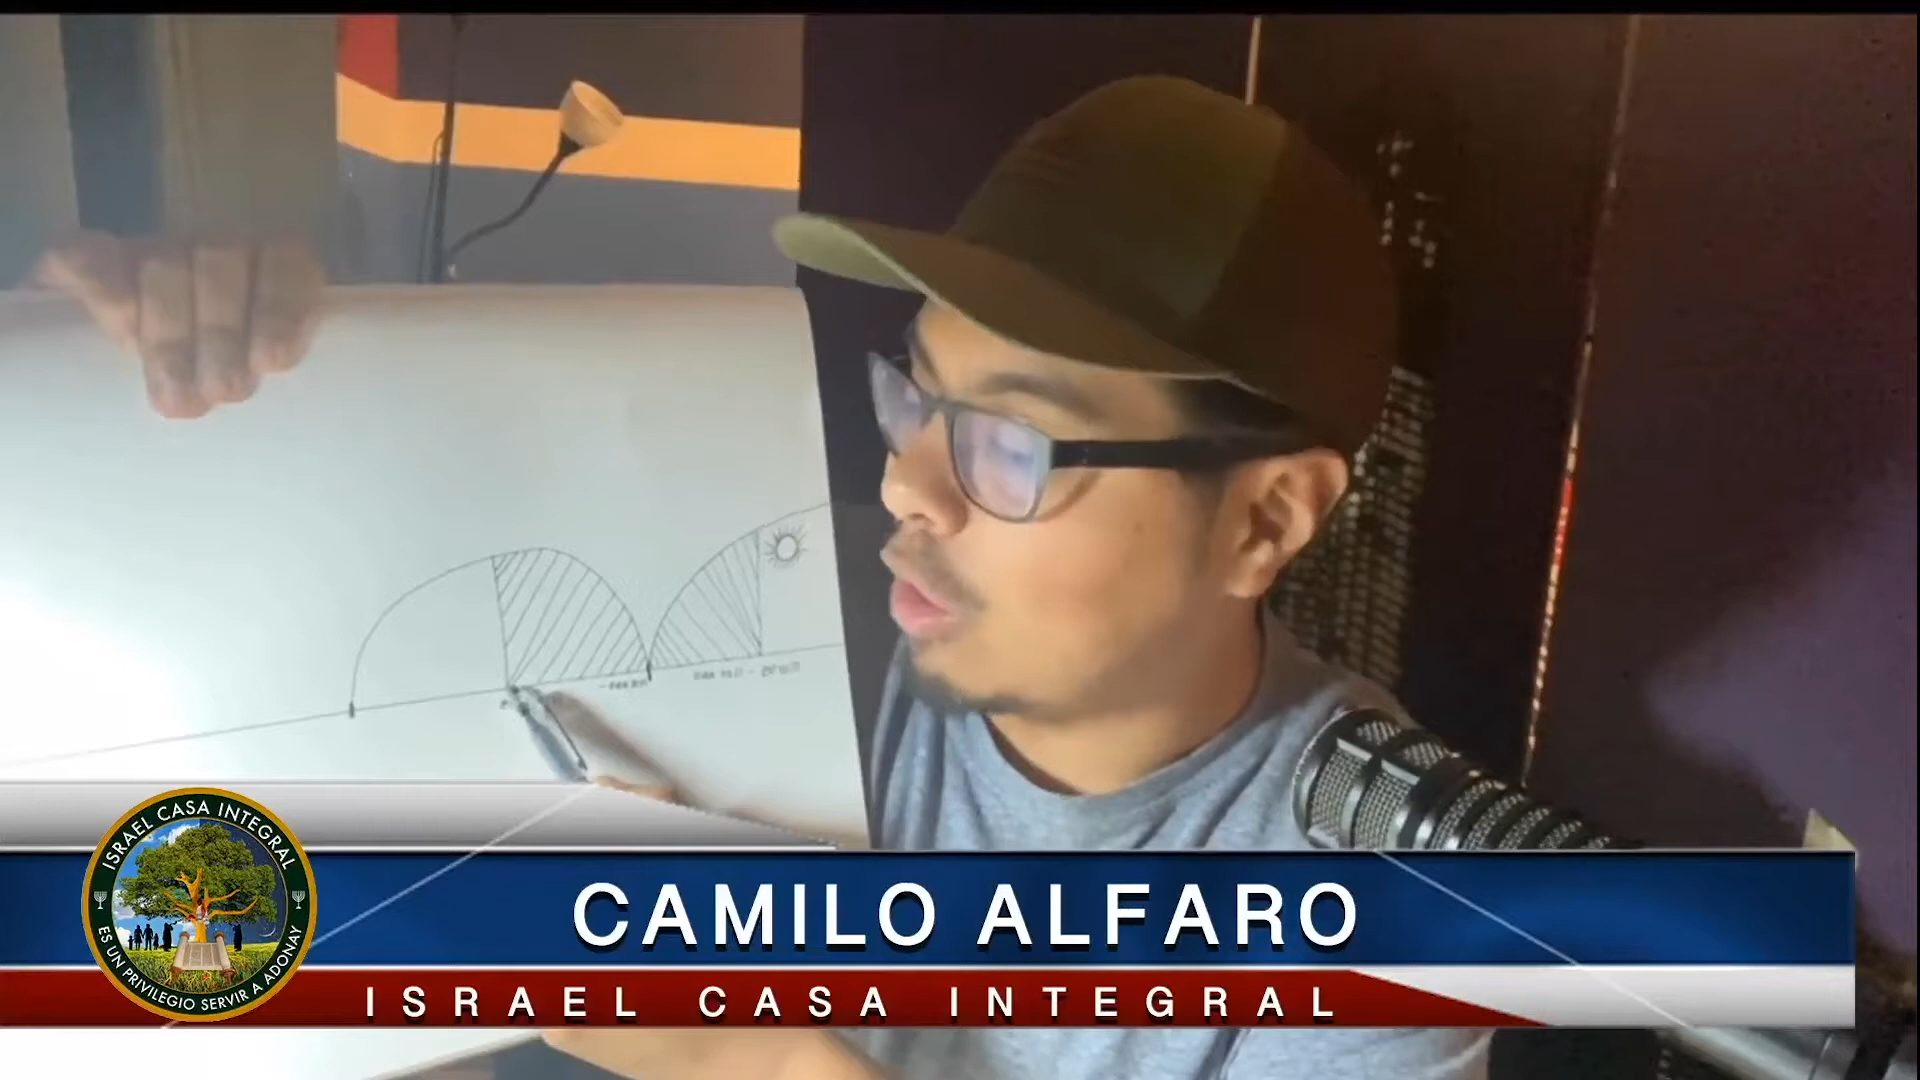 CAMILO ALFARO
ISRAEL CASA INTEGRAL
ISRAEL CASA INTEGRAL
ES UN PRIVILEGIO SERVIR A ADONAY